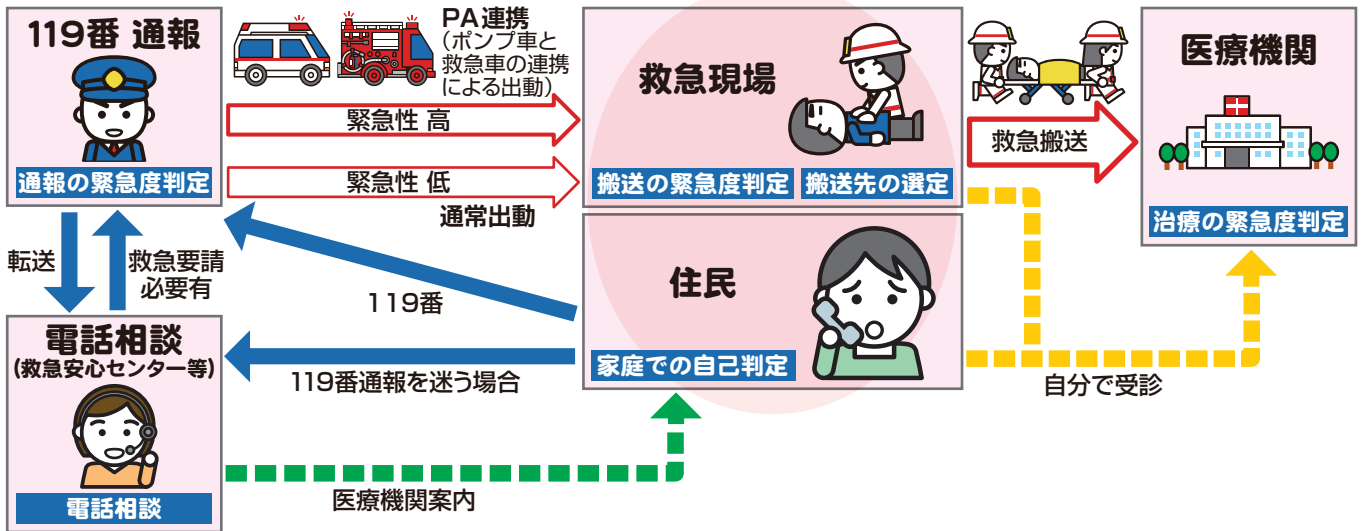 119番 通報
通報の緊急度判定
PA連携
(ポンプ車と
救急車の連携
による出動)
緊急性 高
緊急性 低
通常出動
救急現場
搬送の緊急度判定
搬送先の選定
救急搬送
医療機関
治療の緊急度判定
転送
救急要請
必要有
119番
住民
家庭での自己判定
電話相談
(救急安心センター等)
電話相談
119番通報を迷う場合
自分で受診
医療機関案内